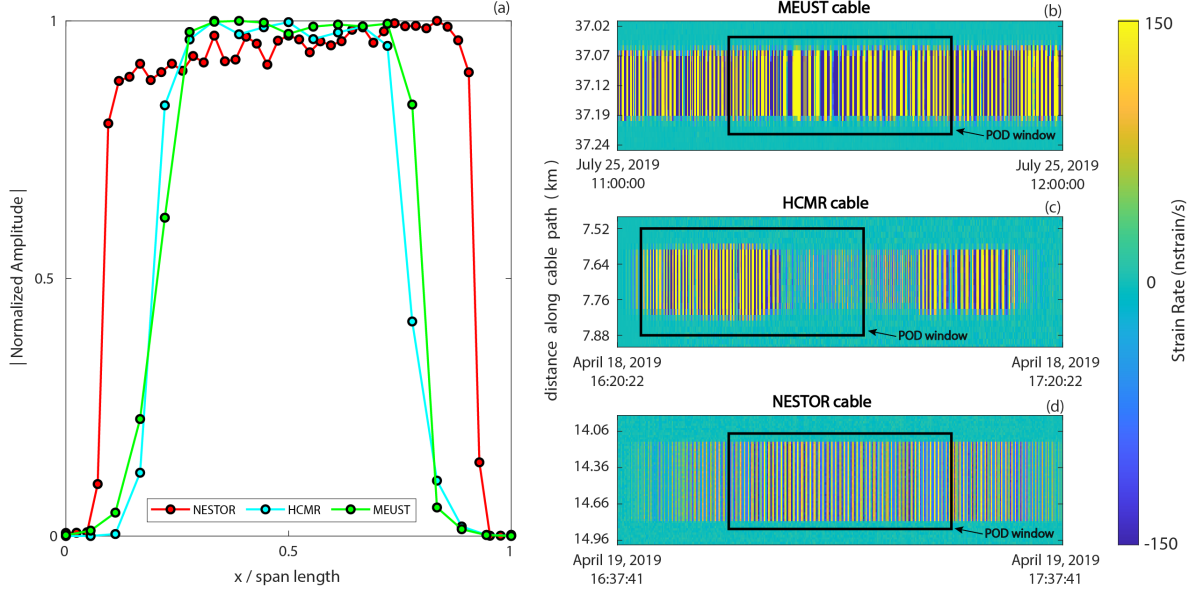 (a)
1
0.5
0
0
0.5
1
| Normalized Amplitude |
x / span length
NESTOR
HCMR
MEUST
distance along cable path (km)
MEUST cable
(b)
37.02
37.07
37.12
37.19
37.24
POD window
July 25, 2019
11:00:00
July 25, 2019
12:00:00
HCMR cable
(c)
7.52
7.64
7.76
7.88
POD window
April 18, 2019
16:20:22
April 18, 2019
17:20:22
NESTOR cable
(d)
14.06
14.36
14.66
14.96
POD window
April 19, 2019
16:37:41
April 19, 2019
17:37:41
150
0
-150
Strain Rate (nstrain/s)